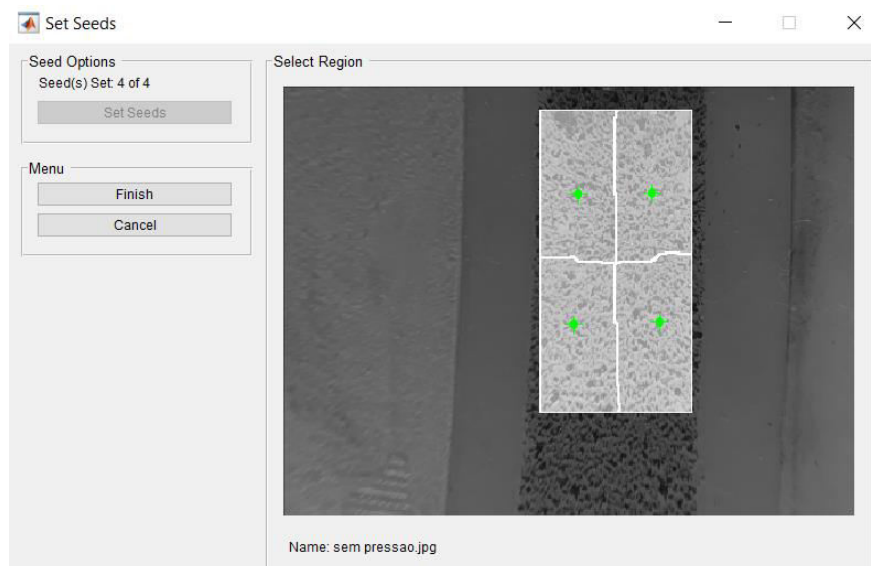 Set Seeds
Seed Options
Seed(s) Set: 4 of 4
Set Seeds
Menu
Finish
Cancel
Select Region
Name: sem pressao.jpg